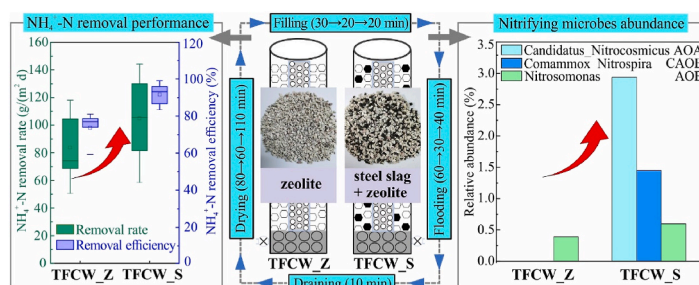 NH₄⁺-N removal performance
NH₄⁺-N removal rate (g/(m² d)
160
140
120
100
80
60
40
20
0
120
100
80
60
40
20
0
NH₄⁺-N removal efficiency (%)
Removal rate
Removal efficiency
TFCW_Z TFCW_S
Filling (30→20→20 min)
Drying (80→60→110 min)
Flooding (60→30→40 min)
Draining (10 min)
zeolite
steel slag
+ zeolite
×
×
TFCW_Z TFCW_S
Nitrifying microbes abundance
Relative abundance (%)
3.5
3.0
2.5
2.0
1.5
1.0
0.5
0.0
Candidatus_Nitrocosmicus AOA
Comammox Nitrospira CAOB
Nitrosomonas AOB
TFCW_Z TFCW_S